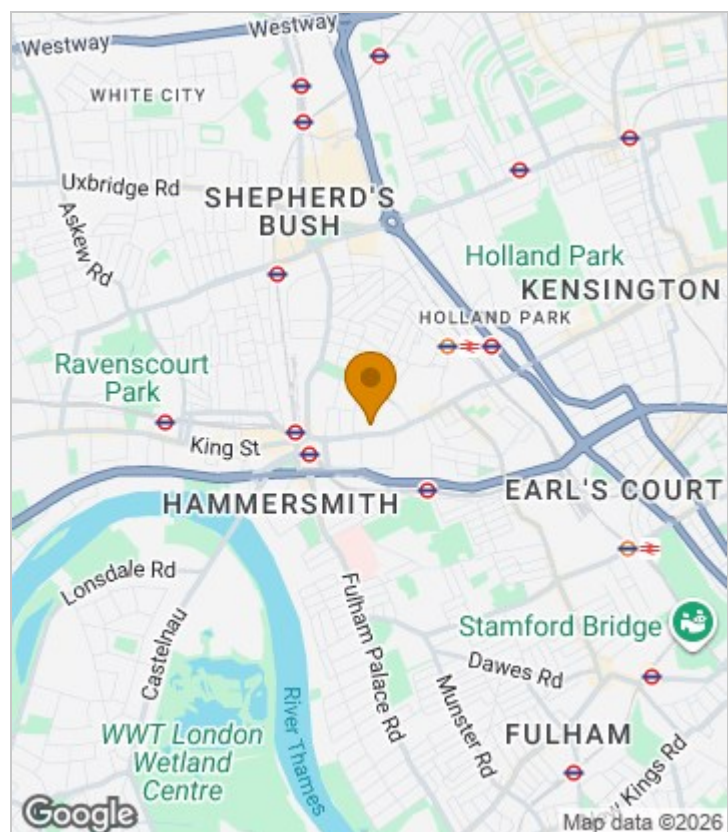 Westway
Westway
WHITE CITY
Uxbridge Rd
SHEPHERD'S
BUSH
Askew Rd
Holland Park
KENSINGTON
HOLLAND PARK
Ravenscourt
Park
King St
HAMMERSMITH
EARL'S COURT
Lonsdale Rd
Castelnau
Fulham Palace Rd
Stamford Bridge
Dawes Rd
Munster Rd
River Thames
WWT London
Wetland
Centre
FULHAM
Kings Rd
Google
Map data ©2026